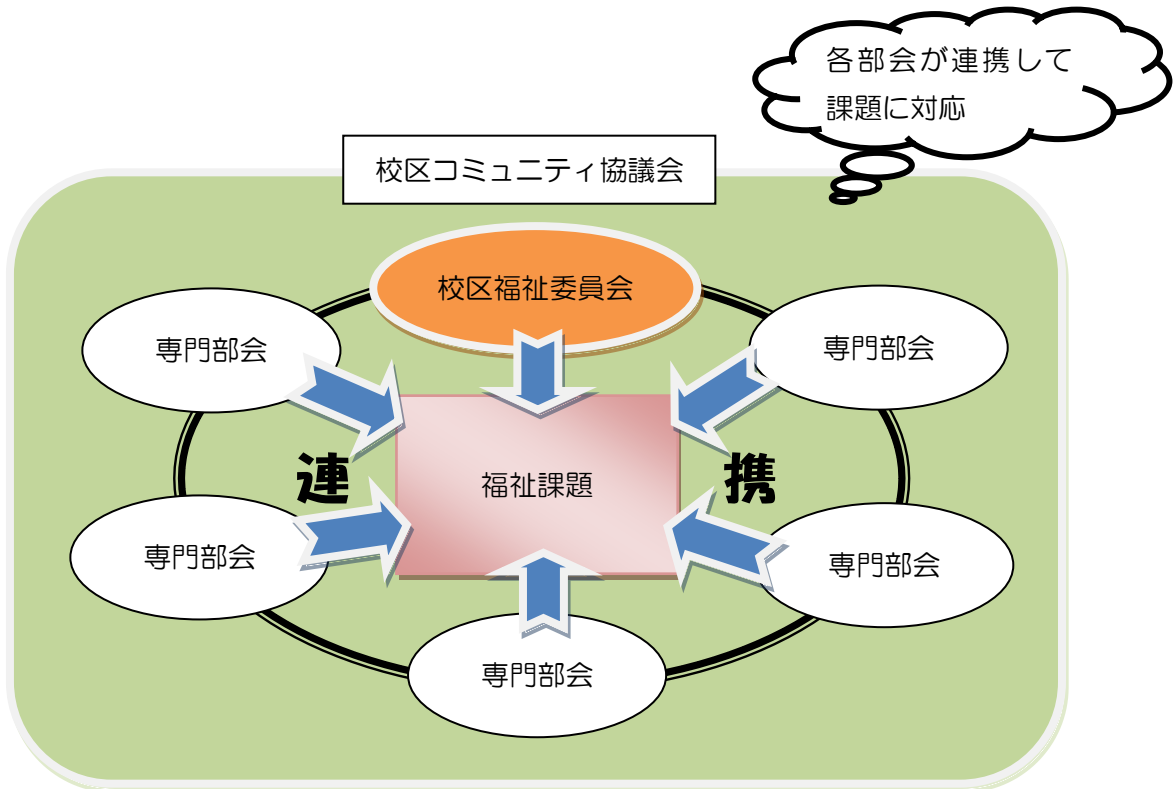 各部会が連携して
課題に対応
校区コミュニティ協議会
校区福祉委員会
専門部会
専門部会
連
携
福祉課題
専門部会
専門部会
専門部会